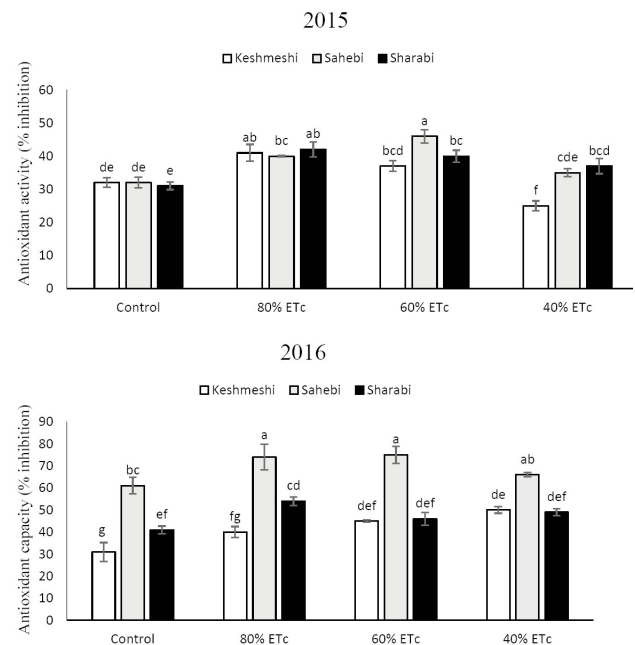 2015
Keshmeshi Sahebi Sharabi
Antioxidant activity (% inhibition)
60
50
40
30
20
10
0
de de e
ab bc ab
bcd a bc
f cde bcd
Control 80% ETc 60% ETc 40% ETc
2016
Keshmeshi Sahebi Sharabi
Antioxidant capacity (% inhibition)
90
80
70
60
50
40
30
20
10
0
g bc ef
fg a cd
def a def
de ab def
Control 80% ETc 60% ETc 40% ETc